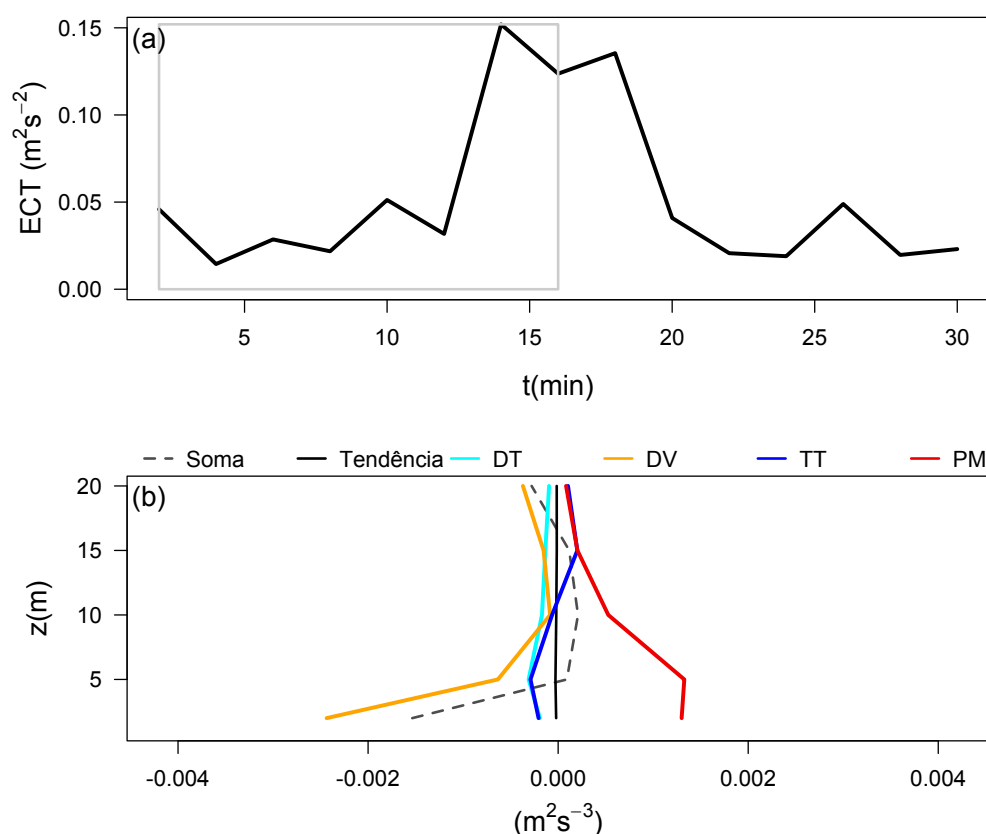 (a)
ECT (m²s⁻²)
0.15
0.10
0.05
0.00
5 10 15 20 25 30
t(min)
Soma Tendência DT DV TT PM
(b)
z(m)
20
15
10
5
-0.004 -0.002 0.000 0.002 0.004
(m²s⁻³)